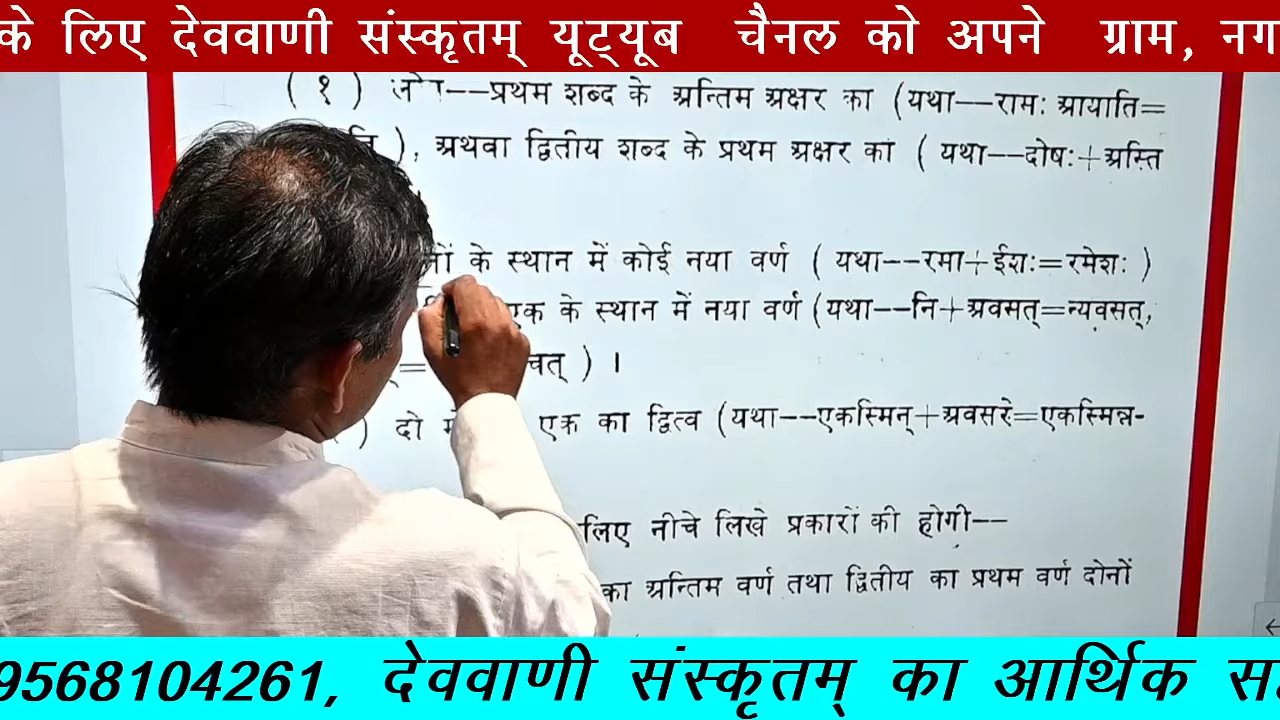 के लिए देववाणी संस्कृतम् यूट्यूब चैनल को अपने ग्राम, नग
( १ ) --प्रथम शब्द के अन्तिम अक्षर का (यथा--रामः आयाति=
), अथवा द्वितीय शब्द के प्रथम अक्षर का ( यथा--दोषः+अस्ति
के स्थान में कोई नया वर्ण ( यथा--रमा+ईशः=रमेशः )
एक के स्थान में नया वर्ण (यथा--नि+अवसत्=न्यवसत्,
= चत् ) ।
) दो एक का द्वित्व (यथा--एकस्मिन्+अवसरे=एकस्मिन्न-
लिए नीचे लिखे प्रकारों की होगी--
का अन्तिम वर्ण तथा द्वितीय का प्रथम वर्ण दोनों
9568104261, देववाणी संस्कृतम् का आर्थिक